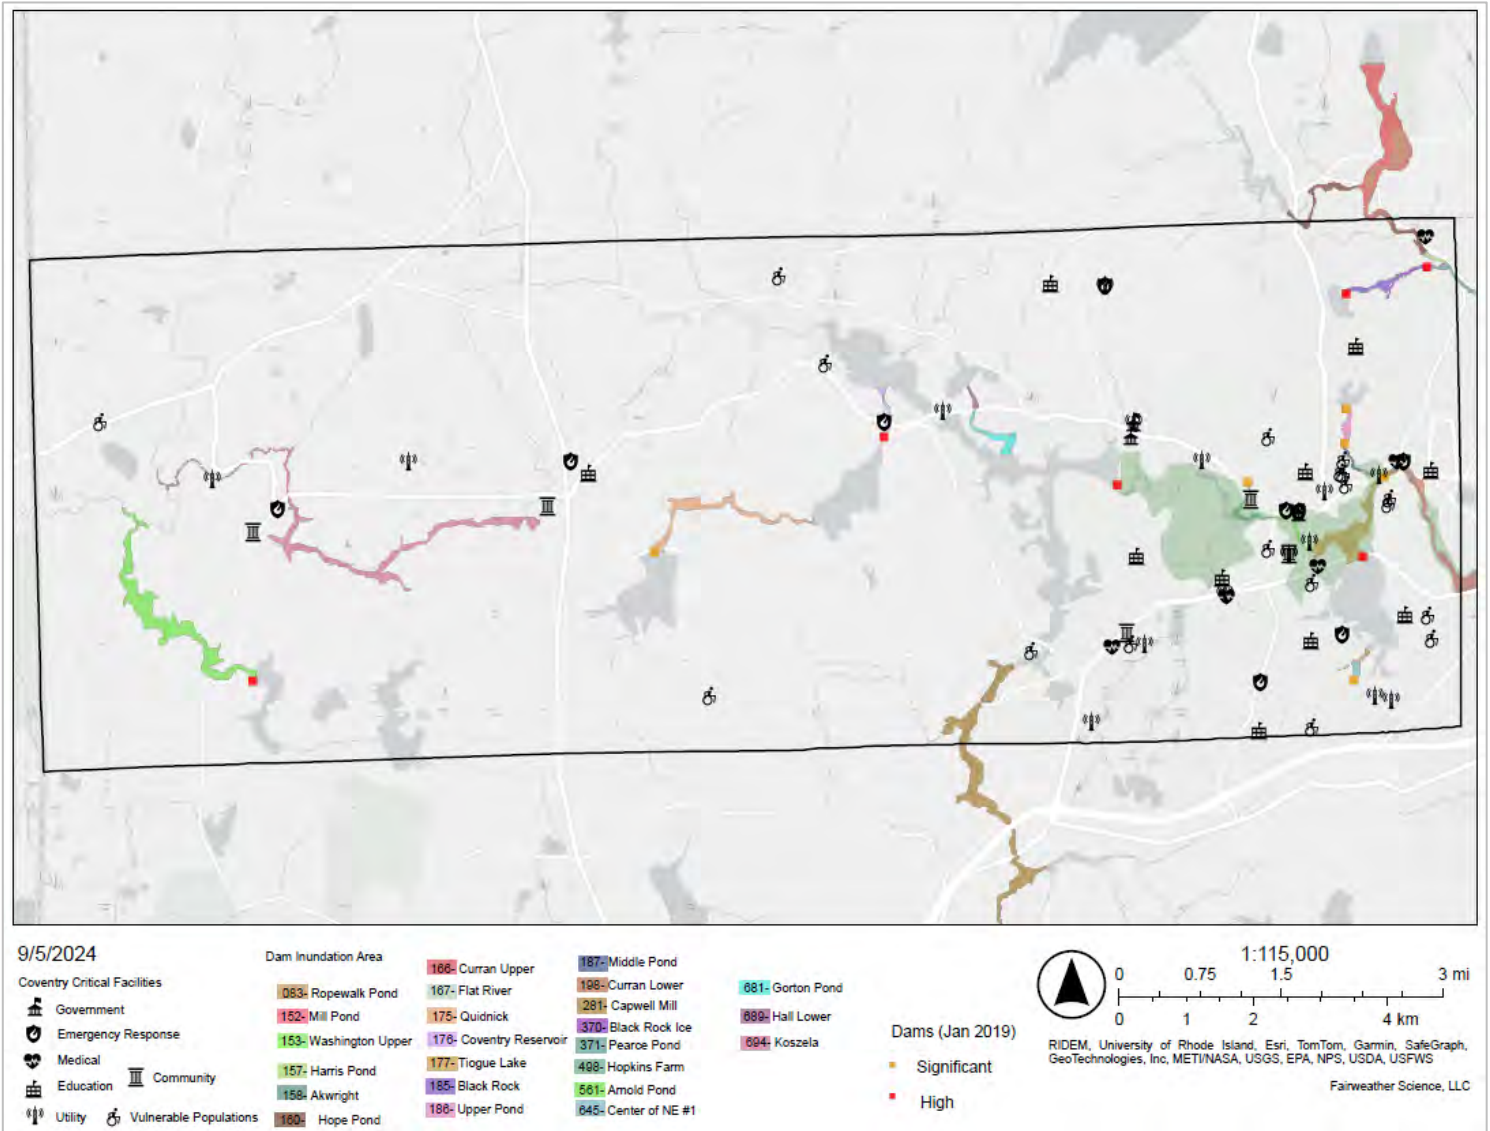 9/5/2024
Coventry Critical Facilities
Government
Emergency Response
Medical
Education
Community
Utility
Vulnerable Populations
Dam Inundation Area
083- Ropewalk Pond
152- Mill Pond
153- Washington Upper
157- Harris Pond
158- Akwright
160- Hope Pond
166- Curran Upper
167- Flat River
175- Quidnick
176- Coventry Reservoir
177- Tiogue Lake
185- Black Rock
186- Upper Pond
187- Middle Pond
198- Curran Lower
281- Capwell Mill
370- Black Rock Ice
371- Pearce Pond
498- Hopkins Farm
561- Arnold Pond
645- Center of NE #1
681- Gorton Pond
689- Hall Lower
694- Koszela
Dams (Jan 2019)
Significant
High
1:115,000
0 0.75 1.5 3 mi
0 1 2 4 km
RIDEM, University of Rhode Island, Esri, TomTom, Garmin, SafeGraph,
GeoTechnologies, Inc, METI/NASA, USGS, EPA, NPS, USDA, USFWS
Fairweather Science, LLC